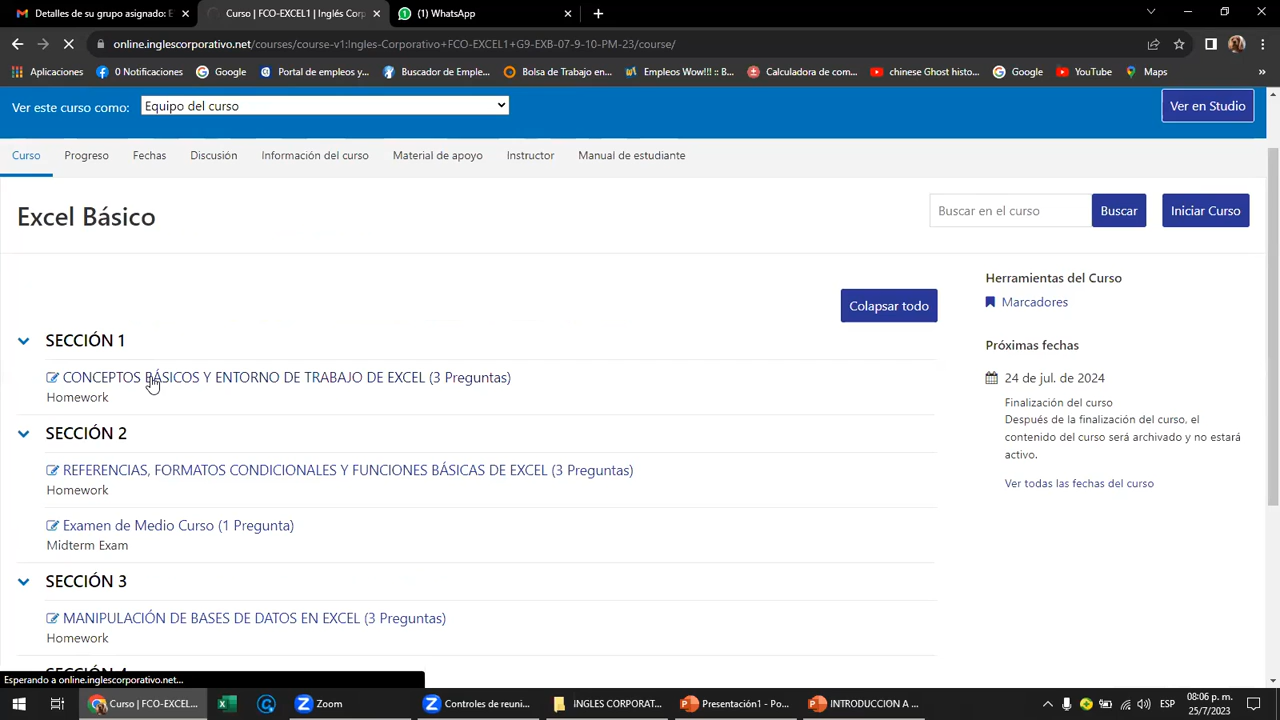 Detalles de su grupo asignado: E
Curso | FCO-EXCEL1 | Inglés Corp
(1) WhatsApp
online.inglescorporativo.net/courses/course-v1:Ingles-Corporativo+FCO-EXCEL1+G9-EXB-07-9-10-PM-23/course/
Aplicaciones
0 Notificaciones
Google
Portal de empleos y...
Buscador de Emple...
Bolsa de Trabajo en...
Empleos Wow!!! :: B...
Calculadora de com...
chinese Ghost histo...
Google
YouTube
Maps
»
Ver este curso como:
Equipo del curso
Ver en Studio
Curso
Progreso
Fechas
Discusión
Información del curso
Material de apoyo
Instructor
Manual de estudiante
Excel Básico
Buscar en el curso
Buscar
Iniciar Curso
Colapsar todo
SECCIÓN 1
CONCEPTOS BÁSICOS Y ENTORNO DE TRABAJO DE EXCEL (3 Preguntas)
Homework
SECCIÓN 2
REFERENCIAS, FORMATOS CONDICIONALES Y FUNCIONES BÁSICAS DE EXCEL (3 Preguntas)
Homework
Examen de Medio Curso (1 Pregunta)
Midterm Exam
SECCIÓN 3
MANIPULACIÓN DE BASES DE DATOS EN EXCEL (3 Preguntas)
Homework
SECCIÓN 4
Herramientas del Curso
Marcadores
Próximas fechas
24 de jul. de 2024
Finalización del curso
Después de la finalización del curso, el
contenido del curso será archivado y no estará
activo.
Ver todas las fechas del curso
Esperando a online.inglescorporativo.net...
Curso | FCO-EXCEL...
Zoom
Controles de reuni...
INGLES CORPORAT...
Presentación1 - Po...
INTRODUCCION A ...
ESP
08:06 p. m.
25/7/2023